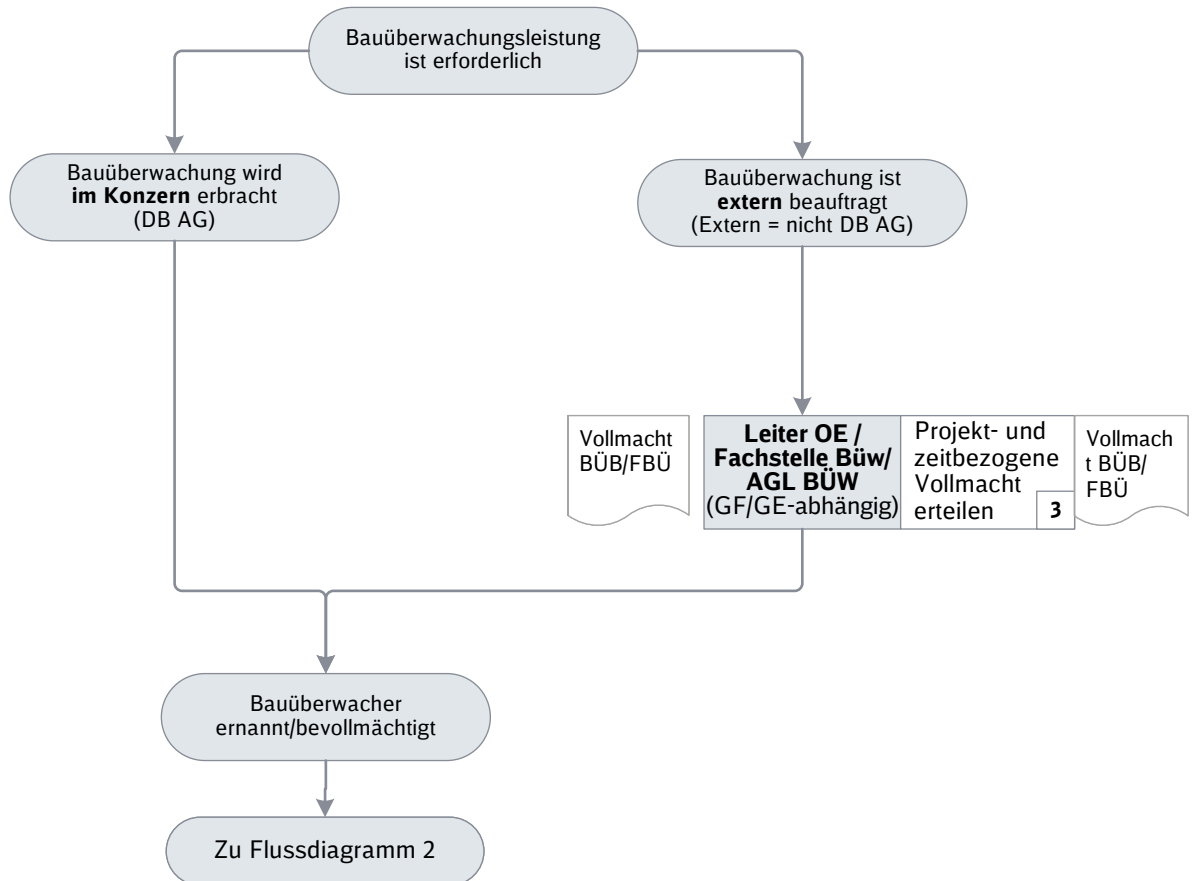 Bauüberwachungsleistung
ist erforderlich
Bauüberwachung wird
im Konzern erbracht
(DB AG)
Bauüberwachung ist
extern beauftragt
(Extern = nicht DB AG)
Vollmacht
BÜB/FBÜ
Leiter OE /
Fachstelle Büw/
AGL BÜW
(GF/GE-abhängig)
Projekt- und
zeitbezogene
Vollmacht
erteilen
3
Vollmach
t BÜB/
FBÜ
Bauüberwacher
ernannt/bevollmächtigt
Zu Flussdiagramm 2